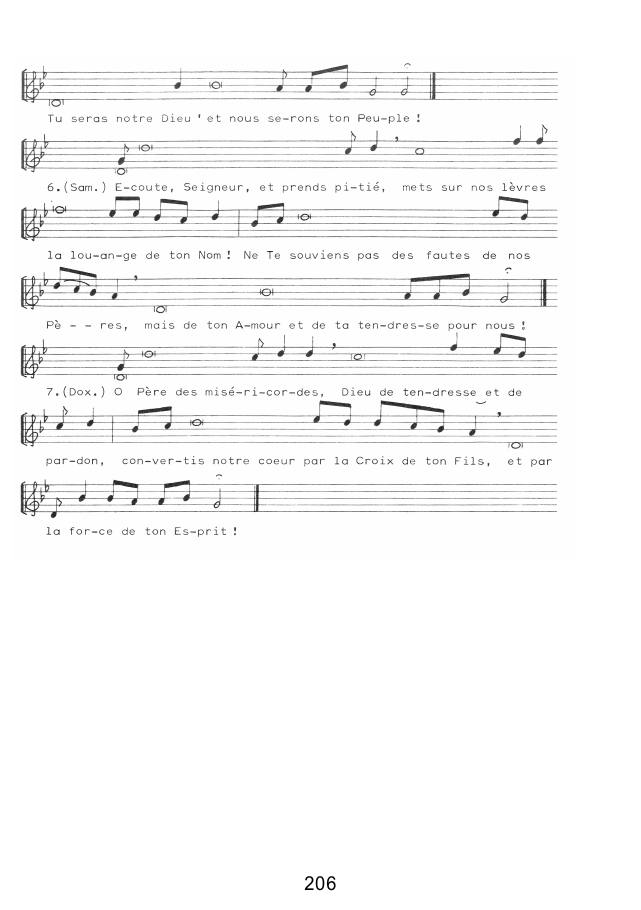 Tu seras notre Dieu ' et nous se-rons ton Peu-ple !
6.(Sam.) E-coute, Seigneur, et prends pi-tié, mets sur nos lèvres
la lou-an-ge de ton Nom ! Ne Te souviens pas des fautes de nos
Pè - - res, mais de ton A-mour et de ta ten-dres-se pour nous !
7.(Dox.) O Père des misé-ri-cor-des, Dieu de ten-dresse et de
par-don, con-ver-tis notre coeur par la Croix de ton Fils, et par
la for-ce de ton Es-prit !
206